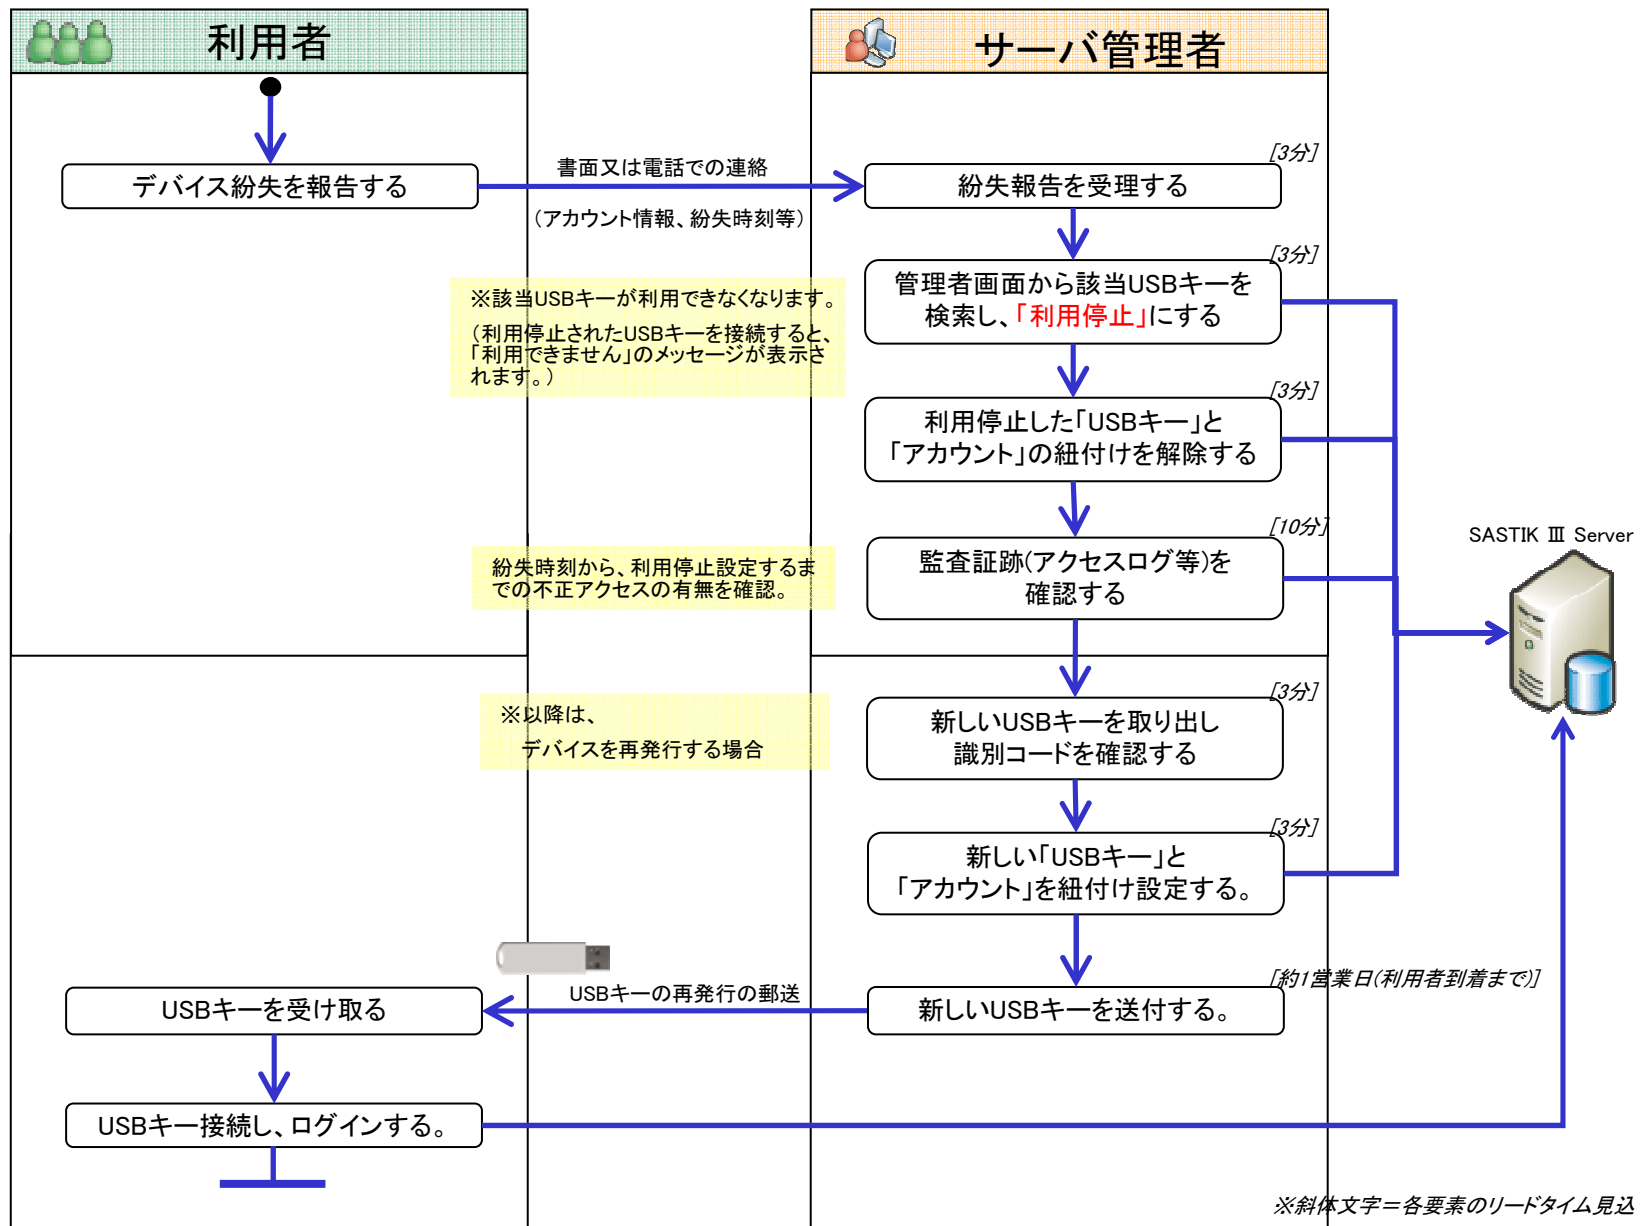 利用者
サーバ管理者
デバイス紛失を報告する
書面又は電話での連絡
（アカウント情報、紛失時刻等）
[3分]
紛失報告を受理する
[3分]
管理者画面から該当USBキーを
検索し、「利用停止」にする
※該当USBキーが利用できなくなります。
（利用停止されたUSBキーを接続すると、
「利用できません」のメッセージが表示さ
れます。）
[3分]
利用停止した「USBキー」と
「アカウント」の紐付けを解除する
[10分]
監査証跡(アクセスログ等)を
確認する
紛失時刻から、利用停止設定するま
での不正アクセスの有無を確認。
SASTIK Ⅲ Server
※以降は、
デバイスを再発行する場合
[3分]
新しいUSBキーを取り出し
識別コードを確認する
[3分]
新しい「USBキー」と
「アカウント」を紐付け設定する。
[約1営業日(利用者到着まで)]
新しいUSBキーを送付する。
USBキーの再発行の郵送
USBキーを受け取る
USBキー接続し、ログインする。
※斜体文字＝各要素のリードタイム見込